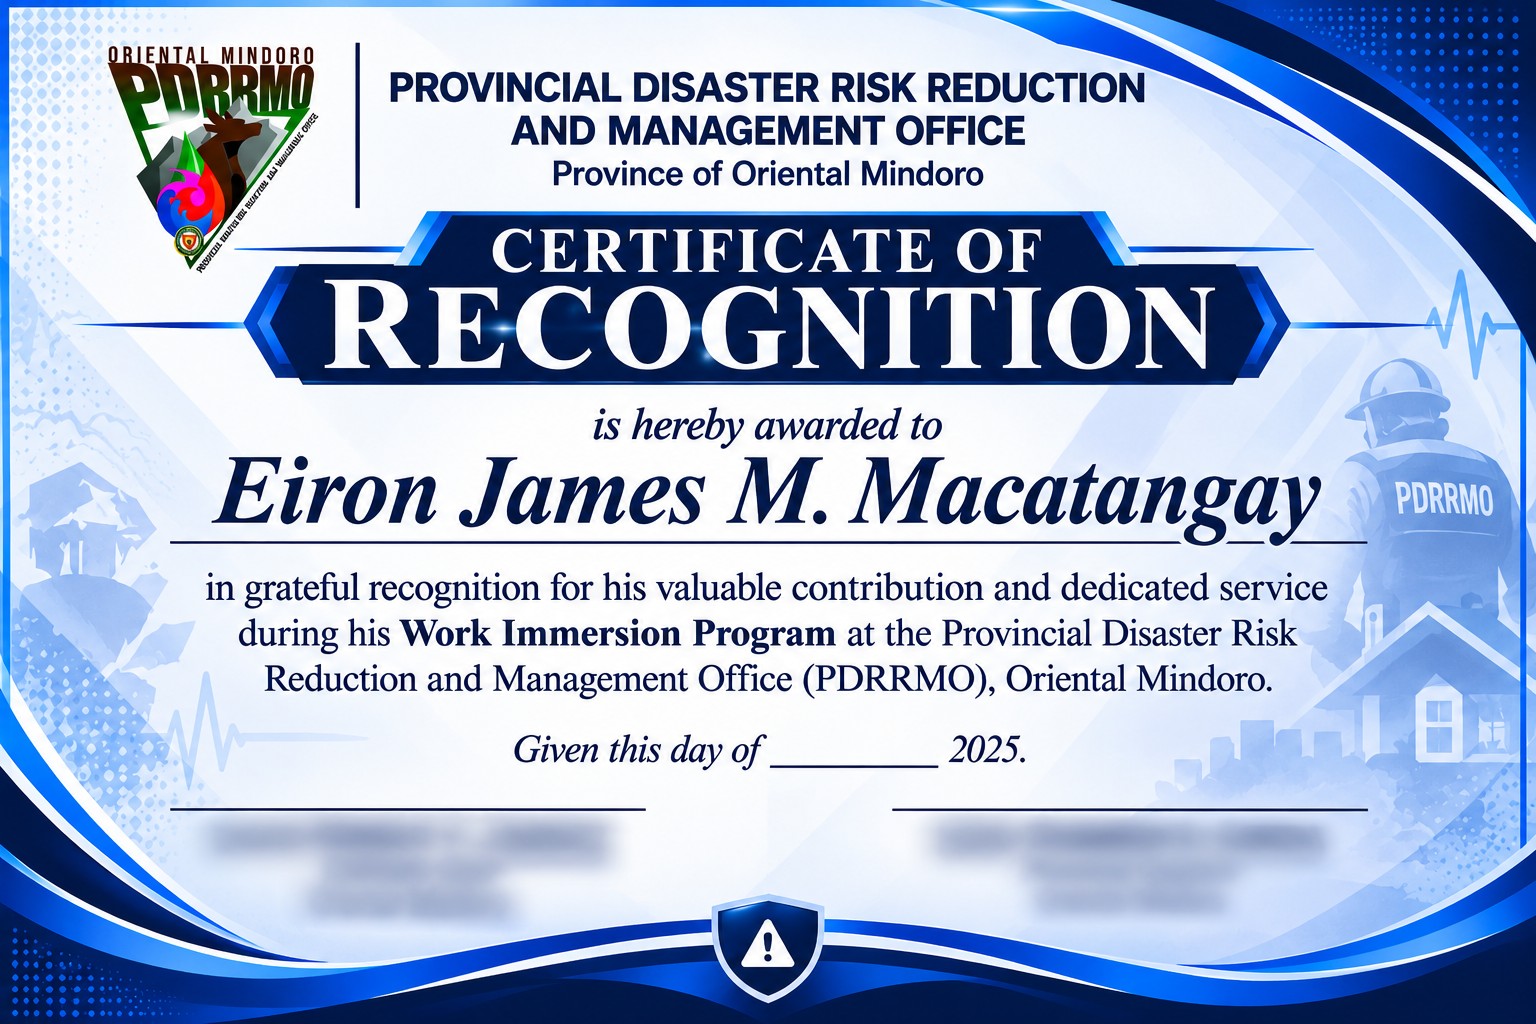 ORIENTAL MINDORO
PDRRMO
PROVINCIAL DISASTER RISK REDUCTION
AND MANAGEMENT OFFICE
Province of Oriental Mindoro
CERTIFICATE OF
RECOGNITION
is hereby awarded to
Eiron James M. Macatangay
in grateful recognition for his valuable contribution and dedicated service
during his Work Immersion Program at the Provincial Disaster Risk
Reduction and Management Office (PDRRMO), Oriental Mindoro.
Given this day of _________ 2025.
PDRRMO